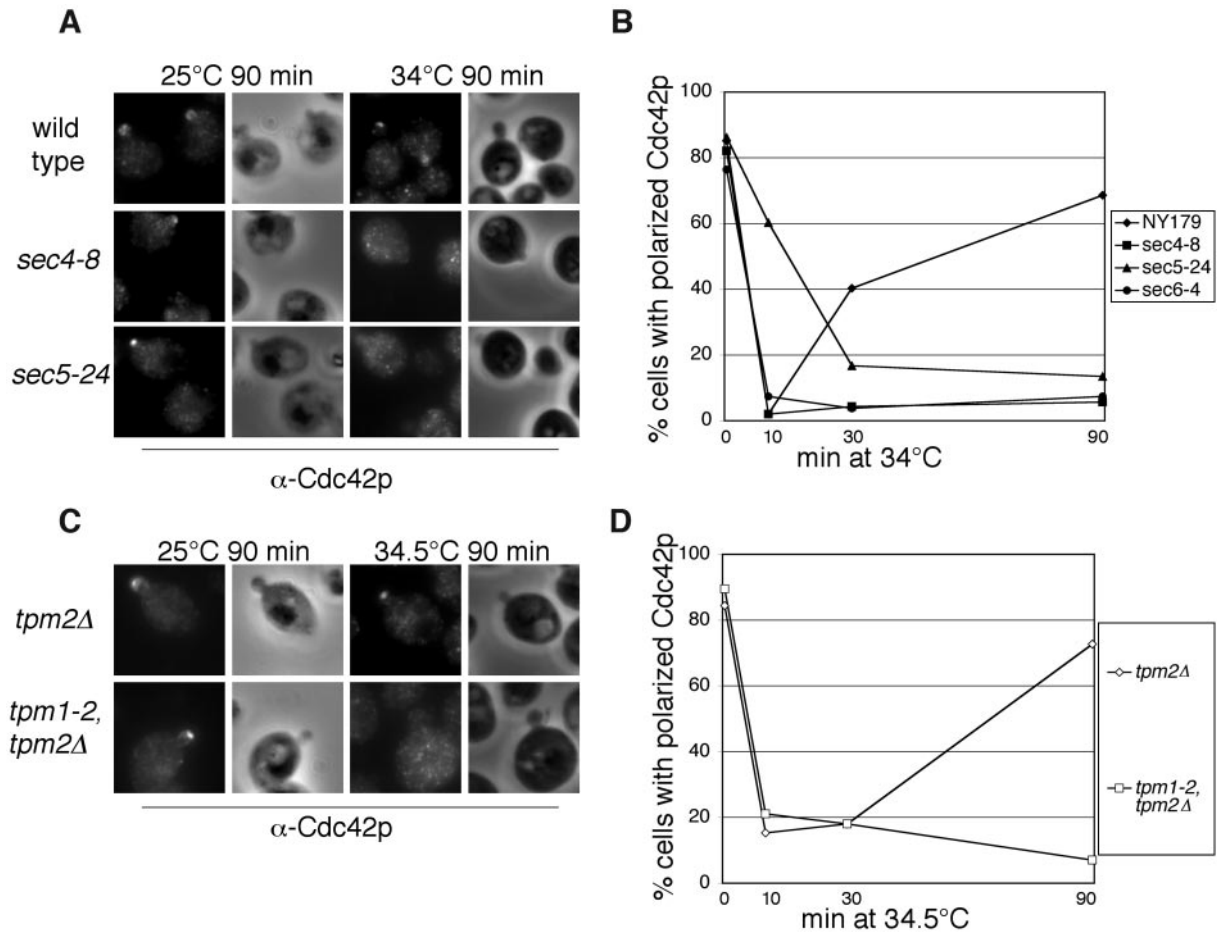 A
25°C 90 min
34°C 90 min
wild
type
sec4-8
sec5-24
α-Cdc42p
B
% cells with polarized Cdc42p
100
80
60
40
20
0
0
10
30
90
min at 34°C
NY179
sec4-8
sec5-24
sec6-4
C
25°C 90 min
34.5°C 90 min
tpm2Δ
tpm1-2,
tpm2Δ
α-Cdc42p
D
% cells with polarized Cdc42p
100
80
60
40
20
0
0
10
30
90
min at 34.5°C
tpm2Δ
tpm1-2,
tpm2Δ